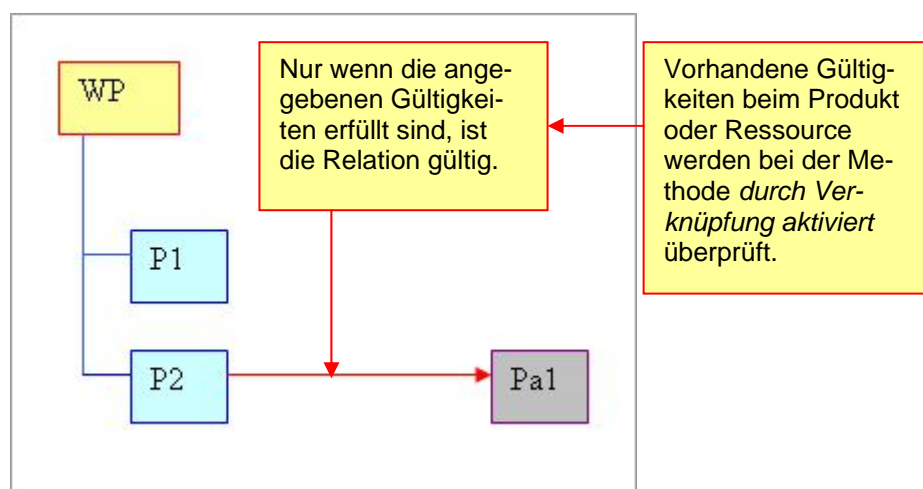 WP
Nur wenn die ange-
gebenen Gültigkei-
ten erfüllt sind, ist
die Relation gültig.
Vorhandene Gültig-
keiten beim Produkt
oder Ressource
werden bei der Me-
thode durch Ver-
knüpfung aktiviert
überprüft.
P1
P2
Pa1